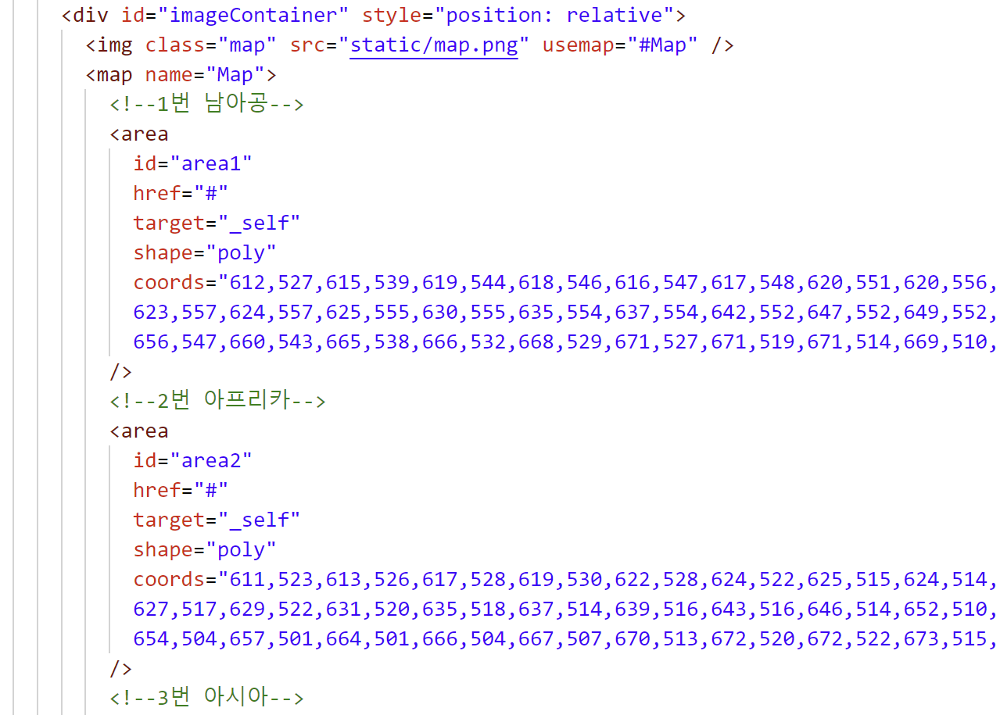 <div id="imageContainer" style="position: relative">
<img class="map" src="static/map.png" usemap="#Map" />
<map name="Map">
<!--1번 남아공-->
<area
id="area1"
href="#"
target="_self"
shape="poly"
coords="612,527,615,539,619,544,618,546,616,547,617,548,620,551,620,556,
623,557,624,557,625,555,630,555,635,554,637,554,642,552,647,552,649,552,
656,547,660,543,665,538,666,532,668,529,671,527,671,519,671,514,669,510,
/>
<!--2번 아프리카-->
<area
id="area2"
href="#"
target="_self"
shape="poly"
coords="611,523,613,526,617,528,619,530,622,528,624,522,625,515,624,514,
627,517,629,522,631,520,635,518,637,514,639,516,643,516,646,514,652,510,
654,504,657,501,664,501,666,504,667,507,670,513,672,520,672,522,673,515,
/>
<!--3번 아시아-->